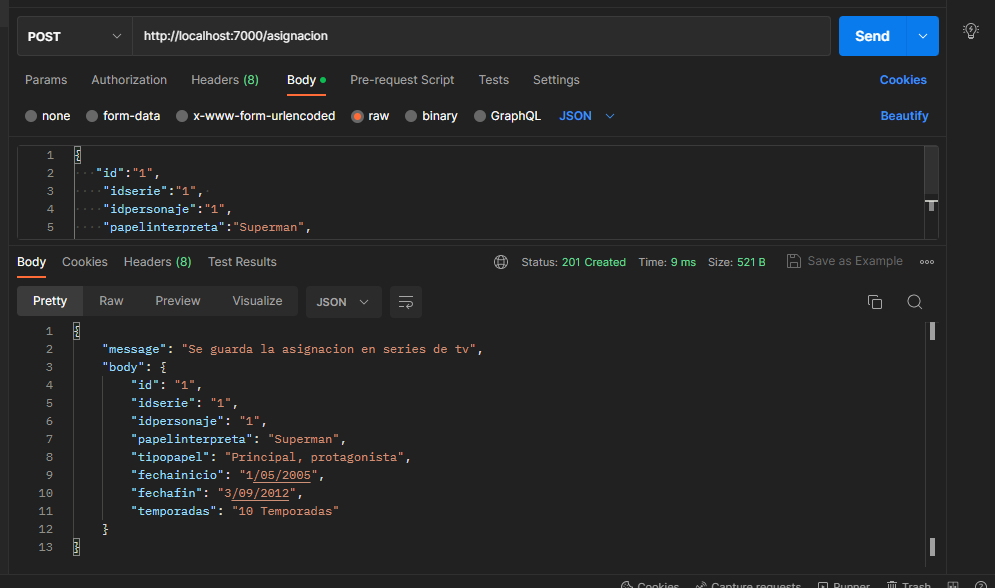 POST http://localhost:7000/asignacion Send
Params Authorization Headers (8) Body Pre-request Script Tests Settings Cookies
none form-data x-www-form-urlencoded raw binary GraphQL JSON Beautify
1 {
2 "id":"1",
3 "idserie":"1",
4 "idpersonaje":"1",
5 "papelinterpreta":"Superman",
Body Cookies Headers (8) Test Results Status: 201 Created Time: 9 ms Size: 521 B Save as Example
Pretty Raw Preview Visualize JSON
1 {
2 "message": "Se guarda la asignacion en series de tv",
3 "body": {
4 "id": "1",
5 "idserie": "1",
6 "idpersonaje": "1",
7 "papelinterpreta": "Superman",
8 "tipopapel": "Principal, protagonista",
9 "fechainicio": "1/05/2005",
10 "fechafin": "3/09/2012",
11 "temporadas": "10 Temporadas"
12 }
13 }
Cookies Capture requests Runner Trash